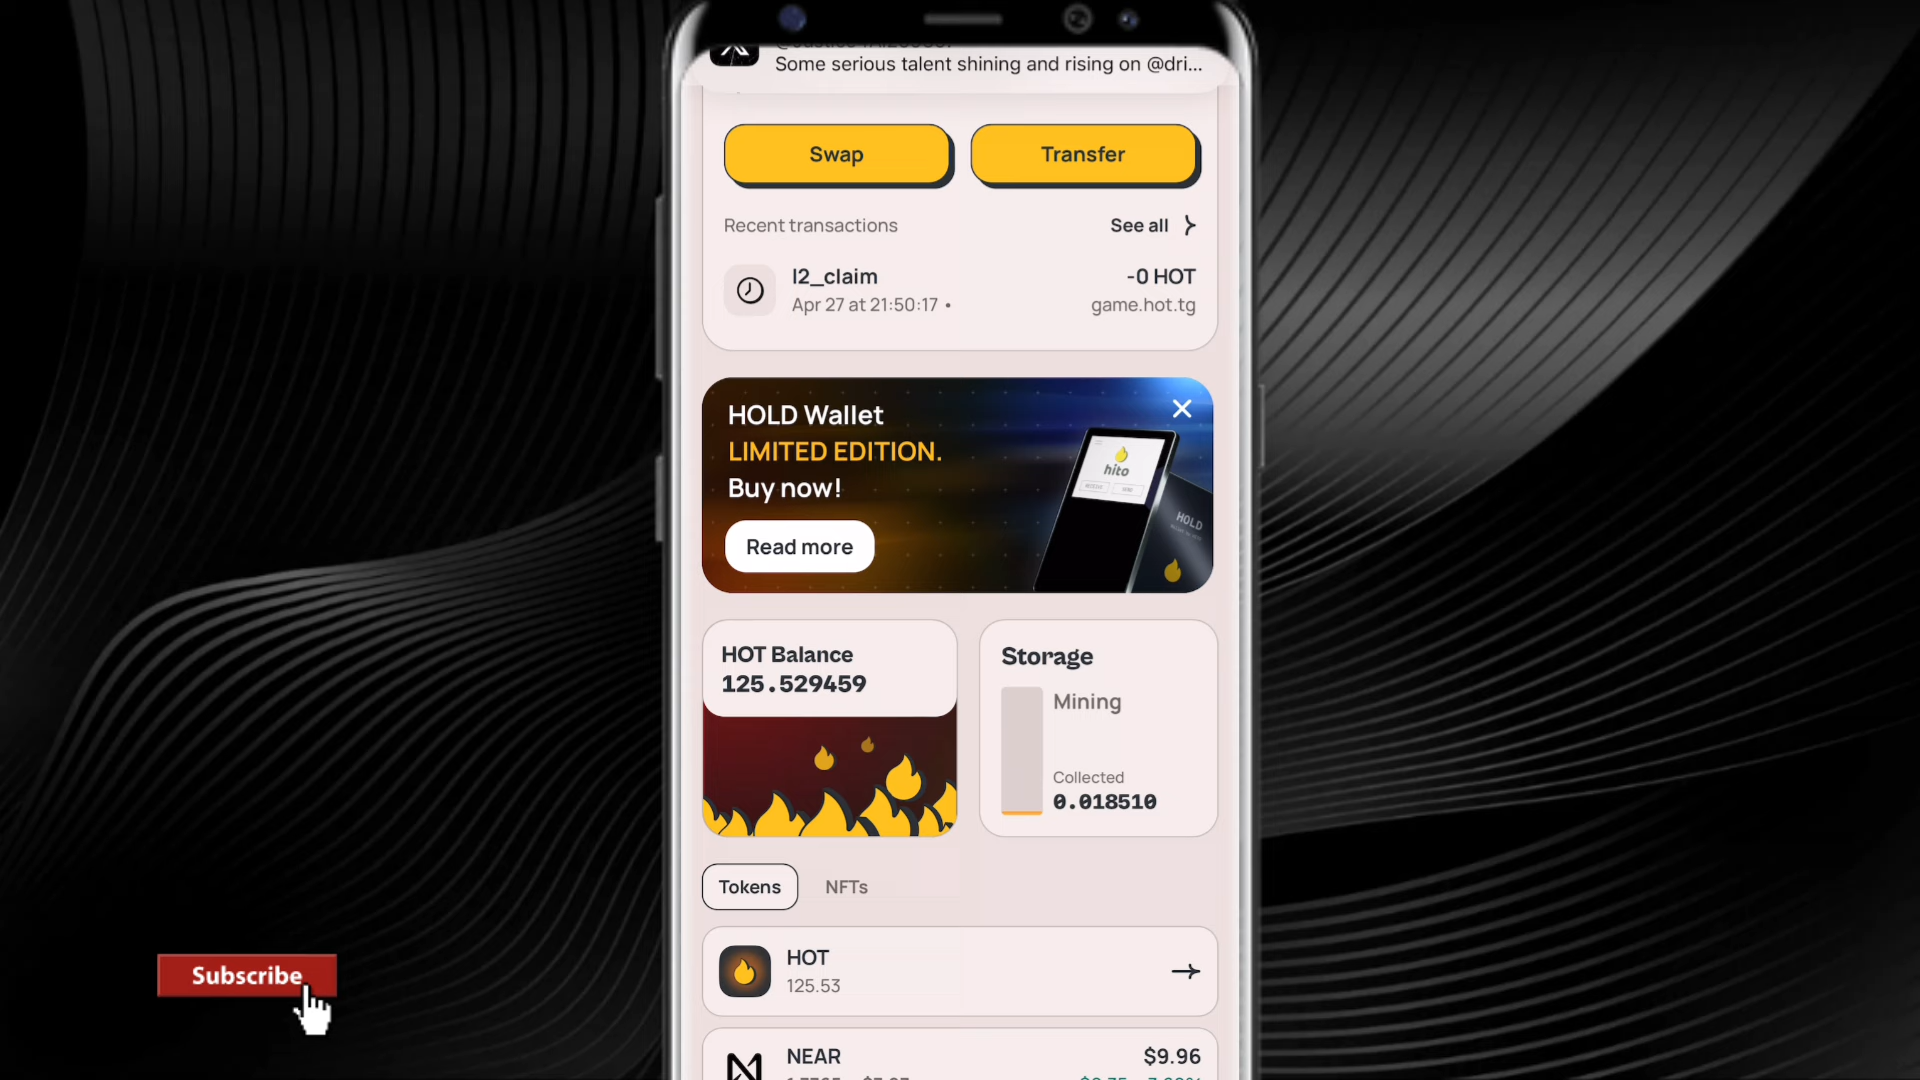 Some serious talent shining and rising on @dri...
Swap
Transfer
Recent transactions
See all
l2_claim
-0 HOT
Apr 27 at 21:50:17 •
game.hot.tg
HOLD Wallet
LIMITED EDITION.
Buy now!
hito
HOLD
Read more
HOT Balance
125.529459
Storage
Mining
Collected
0.018510
Tokens
NFTs
HOT
125.53
Subscribe
NEAR
$9.96